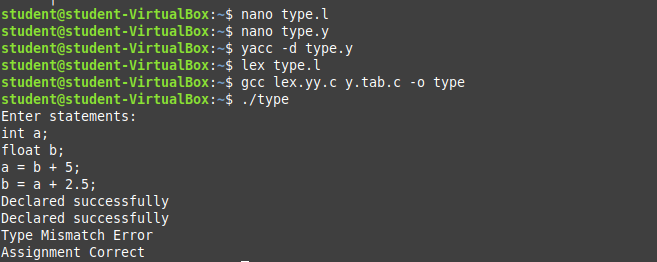 student@student-VirtualBox:~$ nano type.l
student@student-VirtualBox:~$ nano type.y
student@student-VirtualBox:~$ yacc -d type.y
student@student-VirtualBox:~$ lex type.l
student@student-VirtualBox:~$ gcc lex.yy.c y.tab.c -o type
student@student-VirtualBox:~$ ./type
Enter statements:
int a;
float b;
a = b + 5;
b = a + 2.5;
Declared successfully
Declared successfully
Type Mismatch Error
Assignment Correct